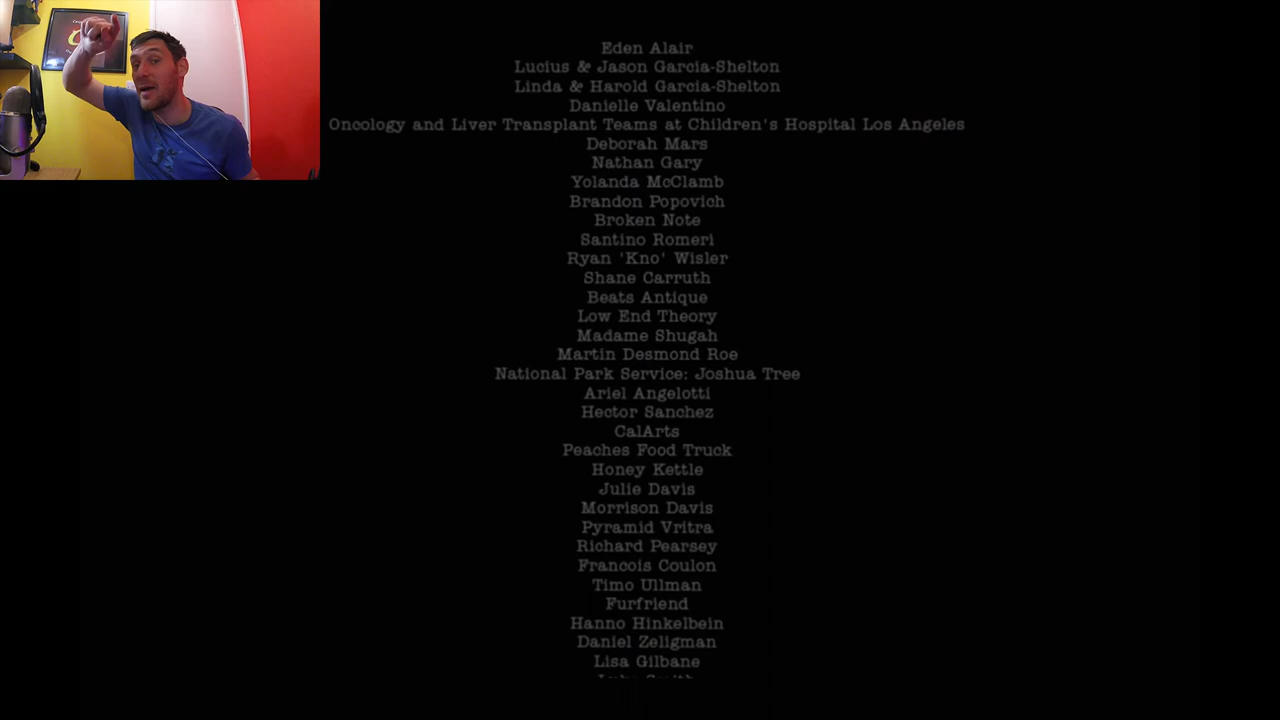 Eden Alair
Lucius & Jason Garcia-Shelton
Linda & Harold Garcia-Shelton
Danielle Valentino
Oncology and Liver Transplant Teams at Children's Hospital Los Angeles
Deborah Mars
Nathan Gary
Yolanda McClamb
Brandon Popovich
Broken Note
Santino Romeri
Ryan 'Kno' Wisler
Shane Carruth
Beats Antique
Low End Theory
Madame Shugah
Martin Desmond Roe
National Park Service: Joshua Tree
Ariel Angelotti
Hector Sanchez
CalArts
Peaches Food Truck
Honey Kettle
Julie Davis
Morrison Davis
Pyramid Vritra
Richard Pearsey
Francois Coulon
Timo Ullman
Furfriend
Hanno Hinkelbein
Daniel Zeligman
Lisa Gilbane